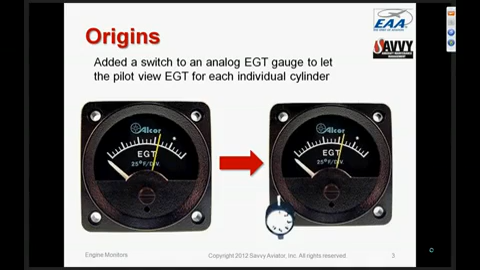 Origins
EAA
SAVVY
Added a switch to an analog EGT gauge to let
the pilot view EGT for each individual cylinder
Alcor
EGT
25°F/DIV.
Alcor
EGT
25°F/DIV.
Engine Monitors
Copyright 2012 Savvy Aviator, Inc. All rights reserved.
3